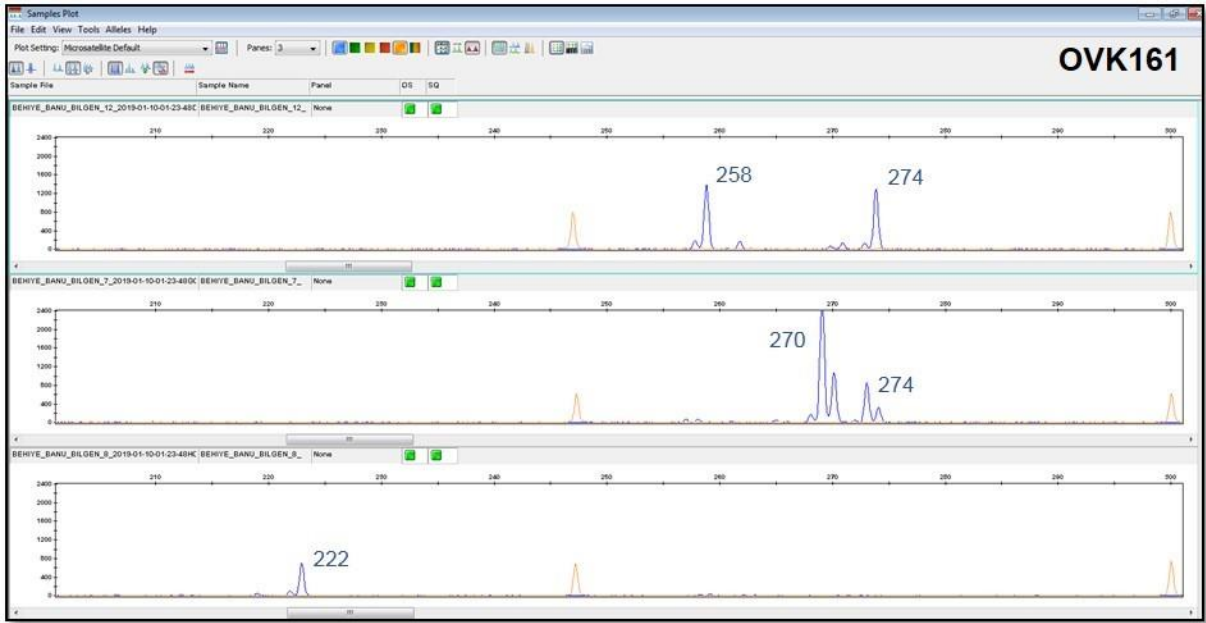 Samples Plot
File Edit View Tools Alleles Help
Plot Setting: Microsatellite Default Panes: 3
OVK161
Sample File Sample Name Panel OS SQ
BEHIYE_BANU_BILGEN_12_2019-01-10-01-23-48C BEHIYE_BANU_BILGEN_12_ None
210 220 230 240 250 260 270 280 290 300
2400
2000
1600
1200
800
400
0
258
274
BEHIYE_BANU_BILGEN_7_2019-01-10-01-23-48GC BEHIYE_BANU_BILGEN_7_ None
210 220 230 240 250 260 270 280 290 300
2400
2000
1600
1200
800
400
0
270
274
BEHIYE_BANU_BILGEN_8_2019-01-10-01-23-48HC BEHIYE_BANU_BILGEN_8_ None
210 220 230 240 250 260 270 280 290 300
2400
2000
1600
1200
800
400
0
222